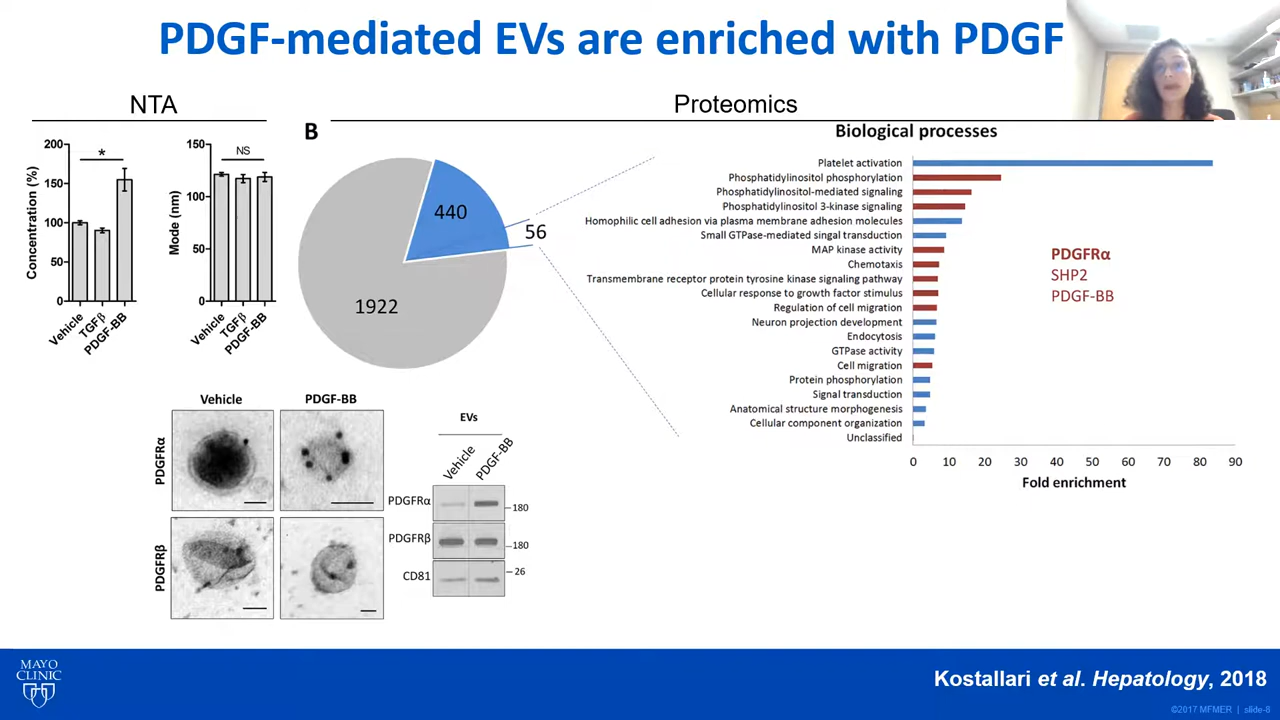 PDGF-mediated EVs are enriched with PDGF
NTA
Proteomics
B
Biological processes
200
150
100
50
0
Concentration (%)
*
Vehicle
TGFβ
PDGF-BB
150
100
50
0
Mode (nm)
NS
Vehicle
TGFβ
PDGF-BB
440
56
1922
Platelet activation
Phosphatidylinositol phosphorylation
Phosphatidylinositol-mediated signaling
Phosphatidylinositol 3-kinase signaling
Homophilic cell adhesion via plasma membrane adhesion molecules
Small GTPase-mediated singal transduction
MAP kinase activity
Chemotaxis
Transmembrane receptor protein tyrosine kinase signaling pathway
Cellular response to growth factor stimulus
Regulation of cell migration
Neuron projection development
Endocytosis
GTPase activity
Cell migration
Protein phosphorylation
Signal transduction
Anatomical structure morphogenesis
Cellular component organization
Unclassified
0 10 20 30 40 50 60 70 80 90
Fold enrichment
PDGFRα
SHP2
PDGF-BB
Vehicle
PDGF-BB
PDGFRα
PDGFRβ
EVs
Vehicle
PDGF-BB
PDGFRα
180
PDGFRβ
180
CD81
26
MAYO
CLINIC
Kostallari et al. Hepatology, 2018
©2017 MFMER | slide-8